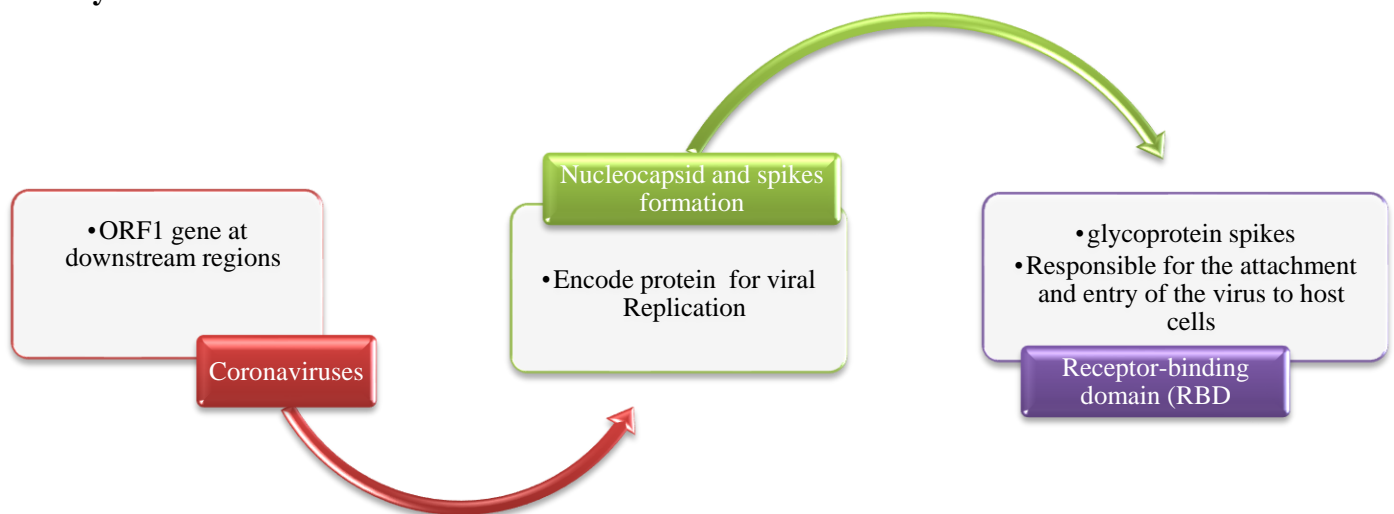 •ORF1 gene at
downstream regions
Coronaviruses
Nucleocapsid and spikes
formation
•Encode protein for viral
Replication
•glycoprotein spikes
•Responsible for the attachment
and entry of the virus to host
cells
Receptor-binding
domain (RBD